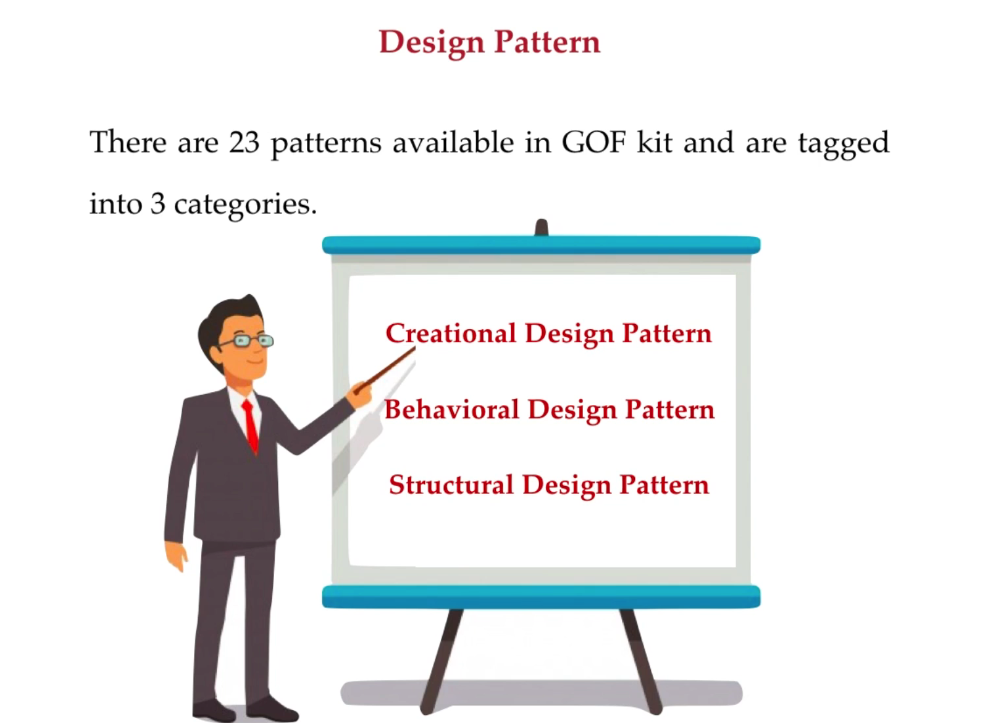 Design Pattern
There are 23 patterns available in GOF kit and are tagged
into 3 categories.
Creational Design Pattern
Behavioral Design Pattern
Structural Design Pattern